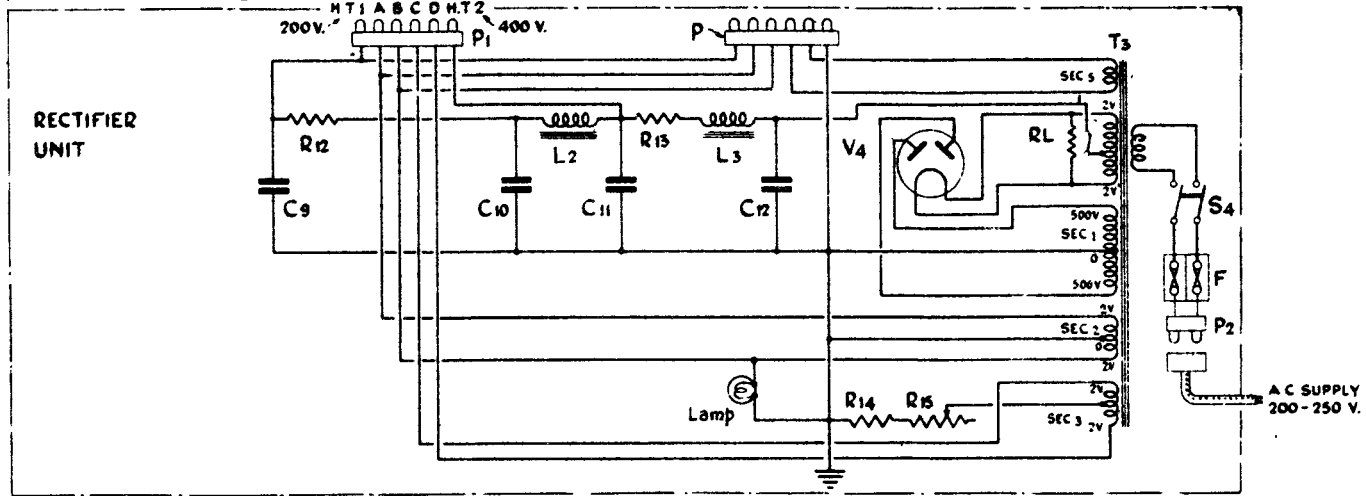 H T 1 A B C D H.T 2
200 V.
400 V.
P1
P
T3
SEC 5
RECTIFIER
UNIT
R12
L2
R13
L3
V4
RL
2V
2V
C9
C10
C11
C12
S4
500V
SEC 1
0
500V
F
2V
SEC 2
0
2V
P2
Lamp
R14
R15
2V
SEC 3
2V
A C SUPPLY
200-250 V.